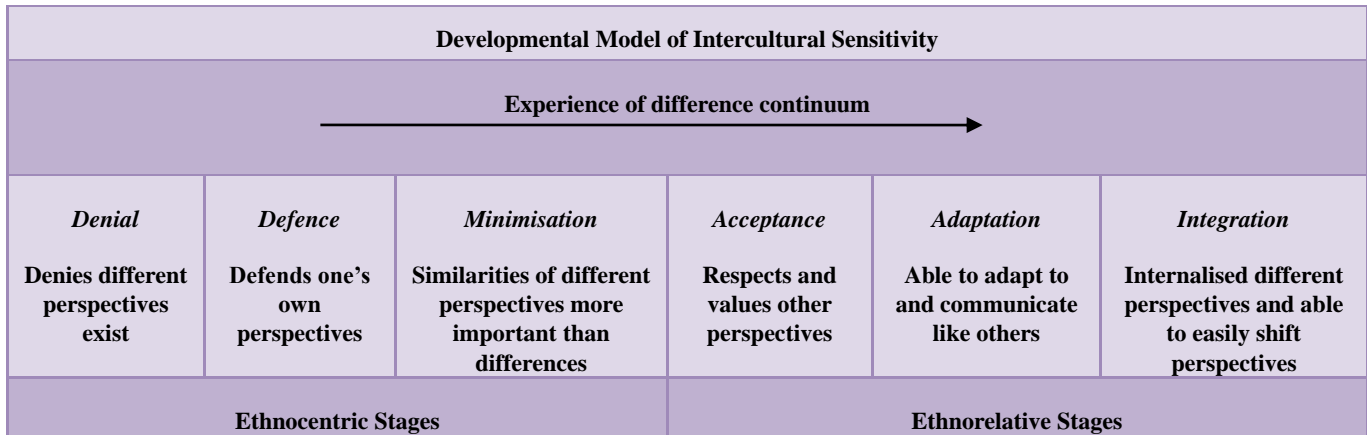 Developmental Model of Intercultural Sensitivity
Experience of difference continuum
Denial
Denies different
perspectives
exist
Defence
Defends one's
own
perspectives
Minimisation
Similarities of different
perspectives more
important than
differences
Acceptance
Respects and
values other
perspectives
Adaptation
Able to adapt to
and communicate
like others
Integration
Internalised different
perspectives and able
to easily shift
perspectives
Ethnocentric Stages
Ethnorelative Stages